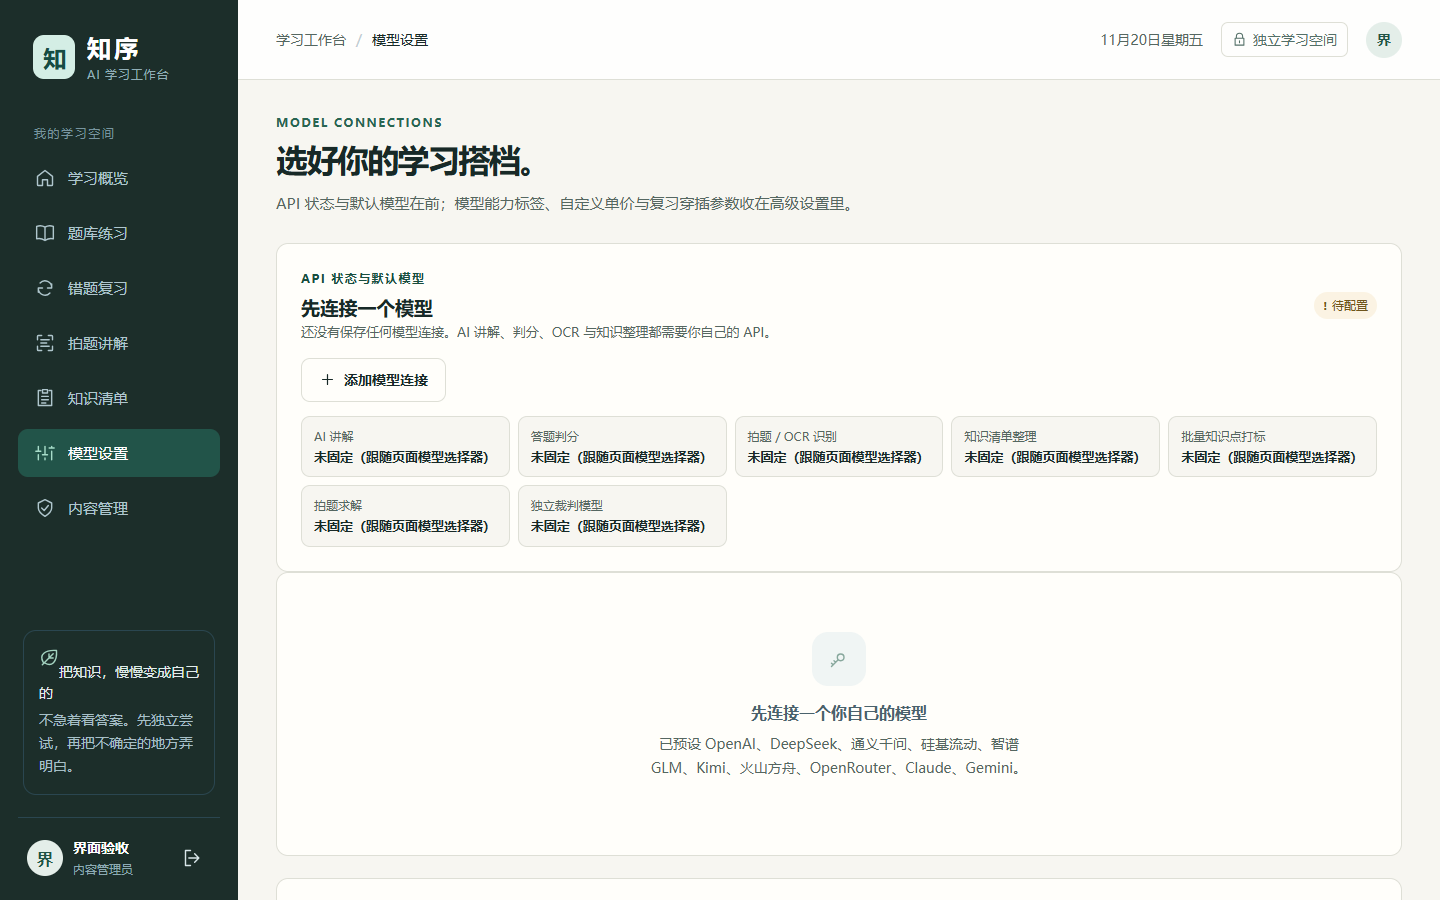 知
知序
AI 学习工作台
我的学习空间
学习概览
题库练习
错题复习
拍题讲解
知识清单
模型设置
内容管理
把知识，慢慢变成自己
的
不急着看答案。先独立尝
试，再把不确定的地方弄
明白。
界
界面验收
内容管理员
学习工作台 / 模型设置
11月20日星期五
独立学习空间
界
MODEL CONNECTIONS
选好你的学习搭档。
API 状态与默认模型在前；模型能力标签、自定义单价与复习穿插参数收在高级设置里。
API 状态与默认模型
先连接一个模型
还没有保存任何模型连接。AI 讲解、判分、OCR 与知识整理都需要你自己的 API。
! 待配置
添加模型连接
AI 讲解
未固定（跟随页面模型选择器）
答题判分
未固定（跟随页面模型选择器）
拍题 / OCR 识别
未固定（跟随页面模型选择器）
知识清单整理
未固定（跟随页面模型选择器）
批量知识点打标
未固定（跟随页面模型选择器）
拍题求解
未固定（跟随页面模型选择器）
独立裁判模型
未固定（跟随页面模型选择器）
先连接一个你自己的模型
已预设 OpenAI、DeepSeek、通义千问、硅基流动、智谱
GLM、Kimi、火山方舟、OpenRouter、Claude、Gemini。